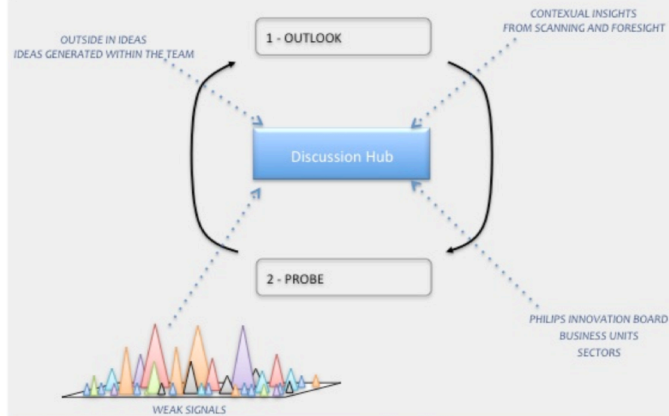 CONTEXUAL INSIGHTS
FROM SCANNING AND FORESIGHT
OUTSIDE IN IDEAS
IDEAS GENERATED WITHIN THE TEAM
1 - OUTLOOK
Discussion Hub
2 - PROBE
PHILIPS INNOVATION BOARD
BUSINESS UNITS
SECTORS
WEAK SIGNALS